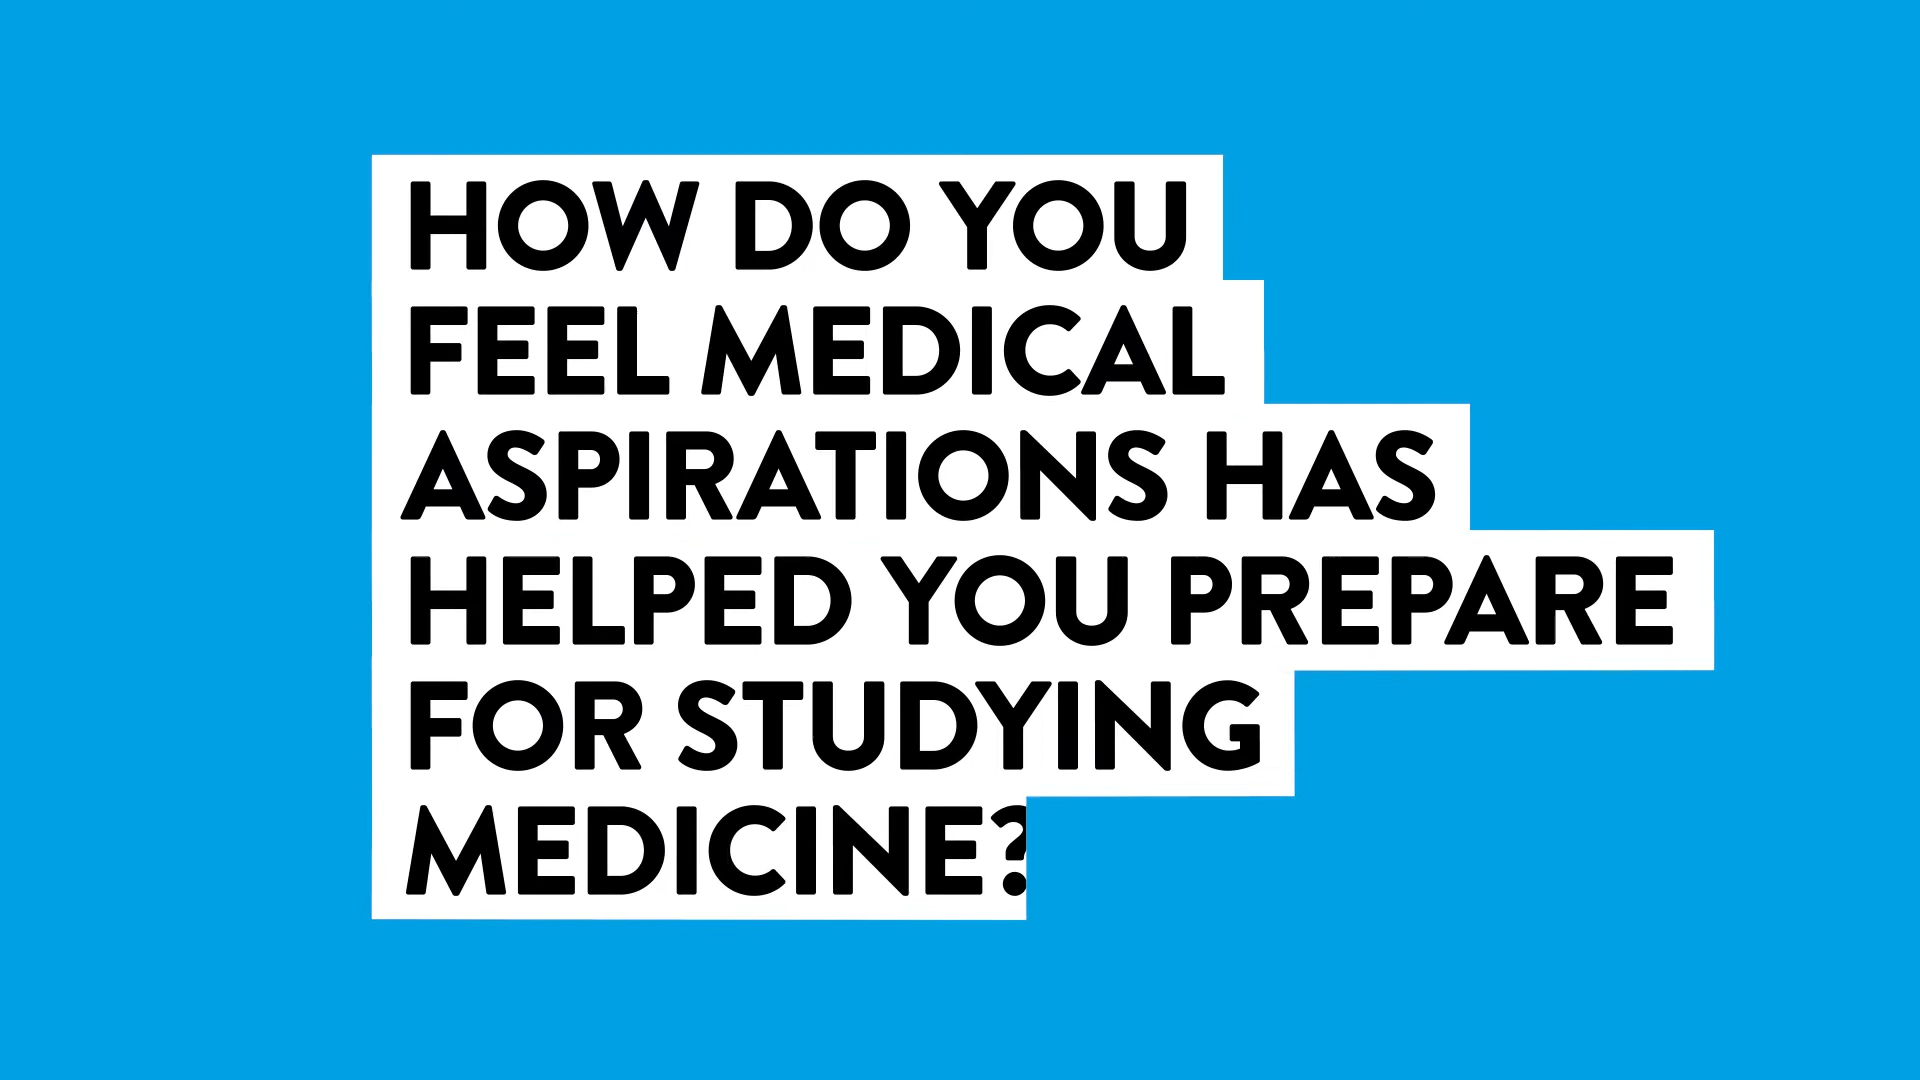 HOW DO YOU
FEEL MEDICAL
ASPIRATIONS HAS
HELPED YOU PREPARE
FOR STUDYING
MEDICINE?